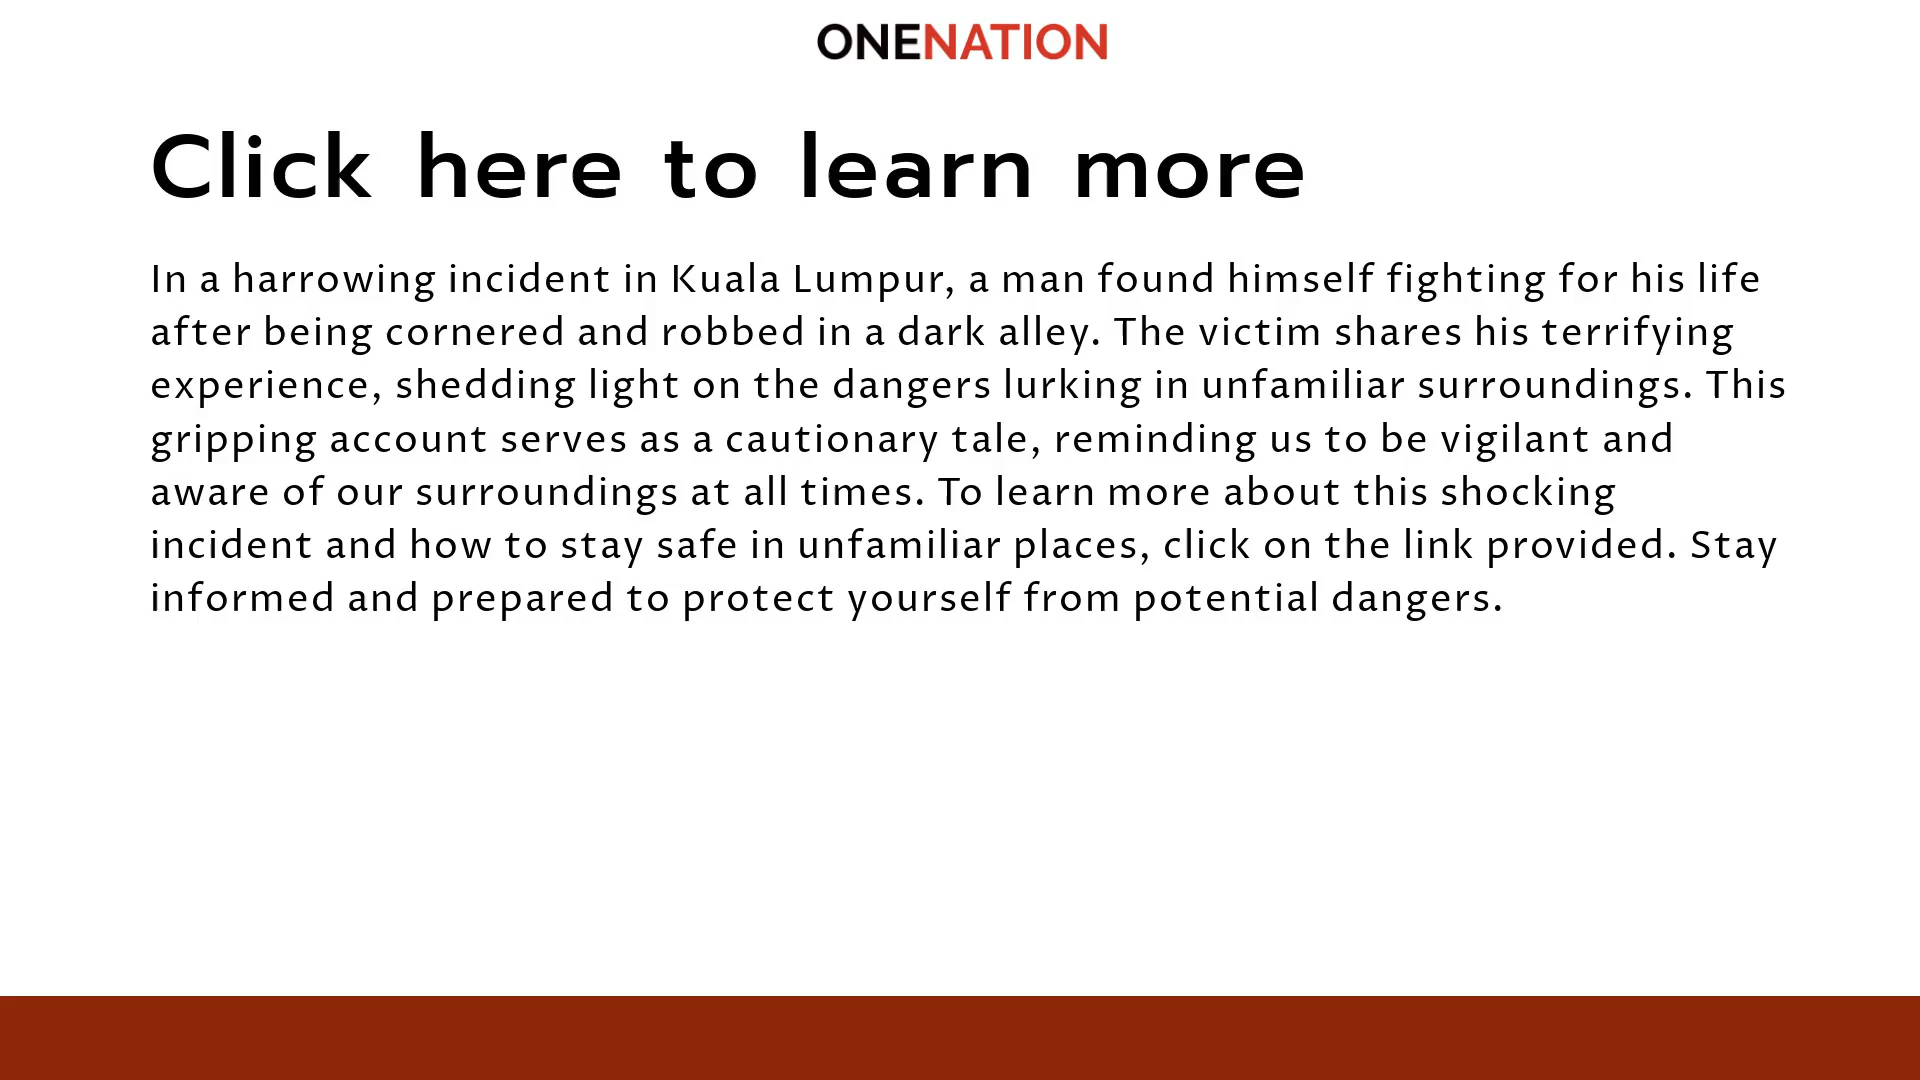 ONENATION
Click here to learn more
In a harrowing incident in Kuala Lumpur, a man found himself fighting for his life
after being cornered and robbed in a dark alley. The victim shares his terrifying
experience, shedding light on the dangers lurking in unfamiliar surroundings. This
gripping account serves as a cautionary tale, reminding us to be vigilant and
aware of our surroundings at all times. To learn more about this shocking
incident and how to stay safe in unfamiliar places, click on the link provided. Stay
informed and prepared to protect yourself from potential dangers.